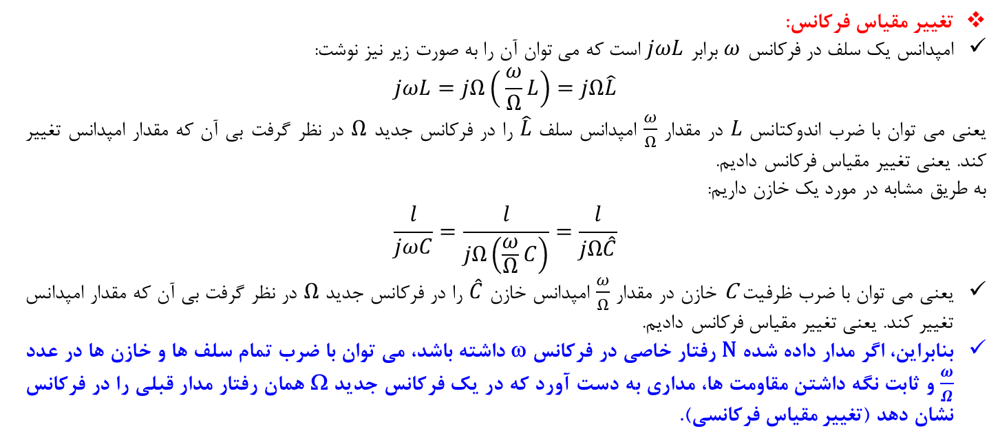 ❖ تغییر مقیاس فرکانس:
✓ امپدانس یک سلف در فرکانس ω برابر jωL است که می توان آن را به صورت زیر نیز نوشت:
jωL = jΩ (ω/Ω L) = jΩL̂
یعنی می توان با ضرب اندوکتانس L در مقدار ω/Ω امپدانس سلف L̂ را در فرکانس جدید Ω در نظر گرفت بی آن که مقدار امپدانس تغییر
کند. یعنی تغییر مقیاس فرکانس دادیم.
به طریق مشابه در مورد یک خازن داریم:
l/jωC = l/jΩ(ω/Ω C) = l/jΩĈ
✓ یعنی می توان با ضرب ظرفیت C خازن در مقدار ω/Ω امپدانس خازن Ĉ را در فرکانس جدید Ω در نظر گرفت بی آن که مقدار امپدانس
تغییر کند. یعنی تغییر مقیاس فرکانس دادیم.
✓ بنابراین، اگر مدار داده شده N رفتار خاصی در فرکانس ω داشته باشد، می توان با ضرب تمام سلف ها و خازن ها در عدد
ω/Ω و ثابت نگه داشتن مقاومت ها، مداری به دست آورد که در یک فرکانس جدید Ω همان رفتار مدار قبلی را در فرکانس
نشان دهد (تغییر مقیاس فرکانسی).